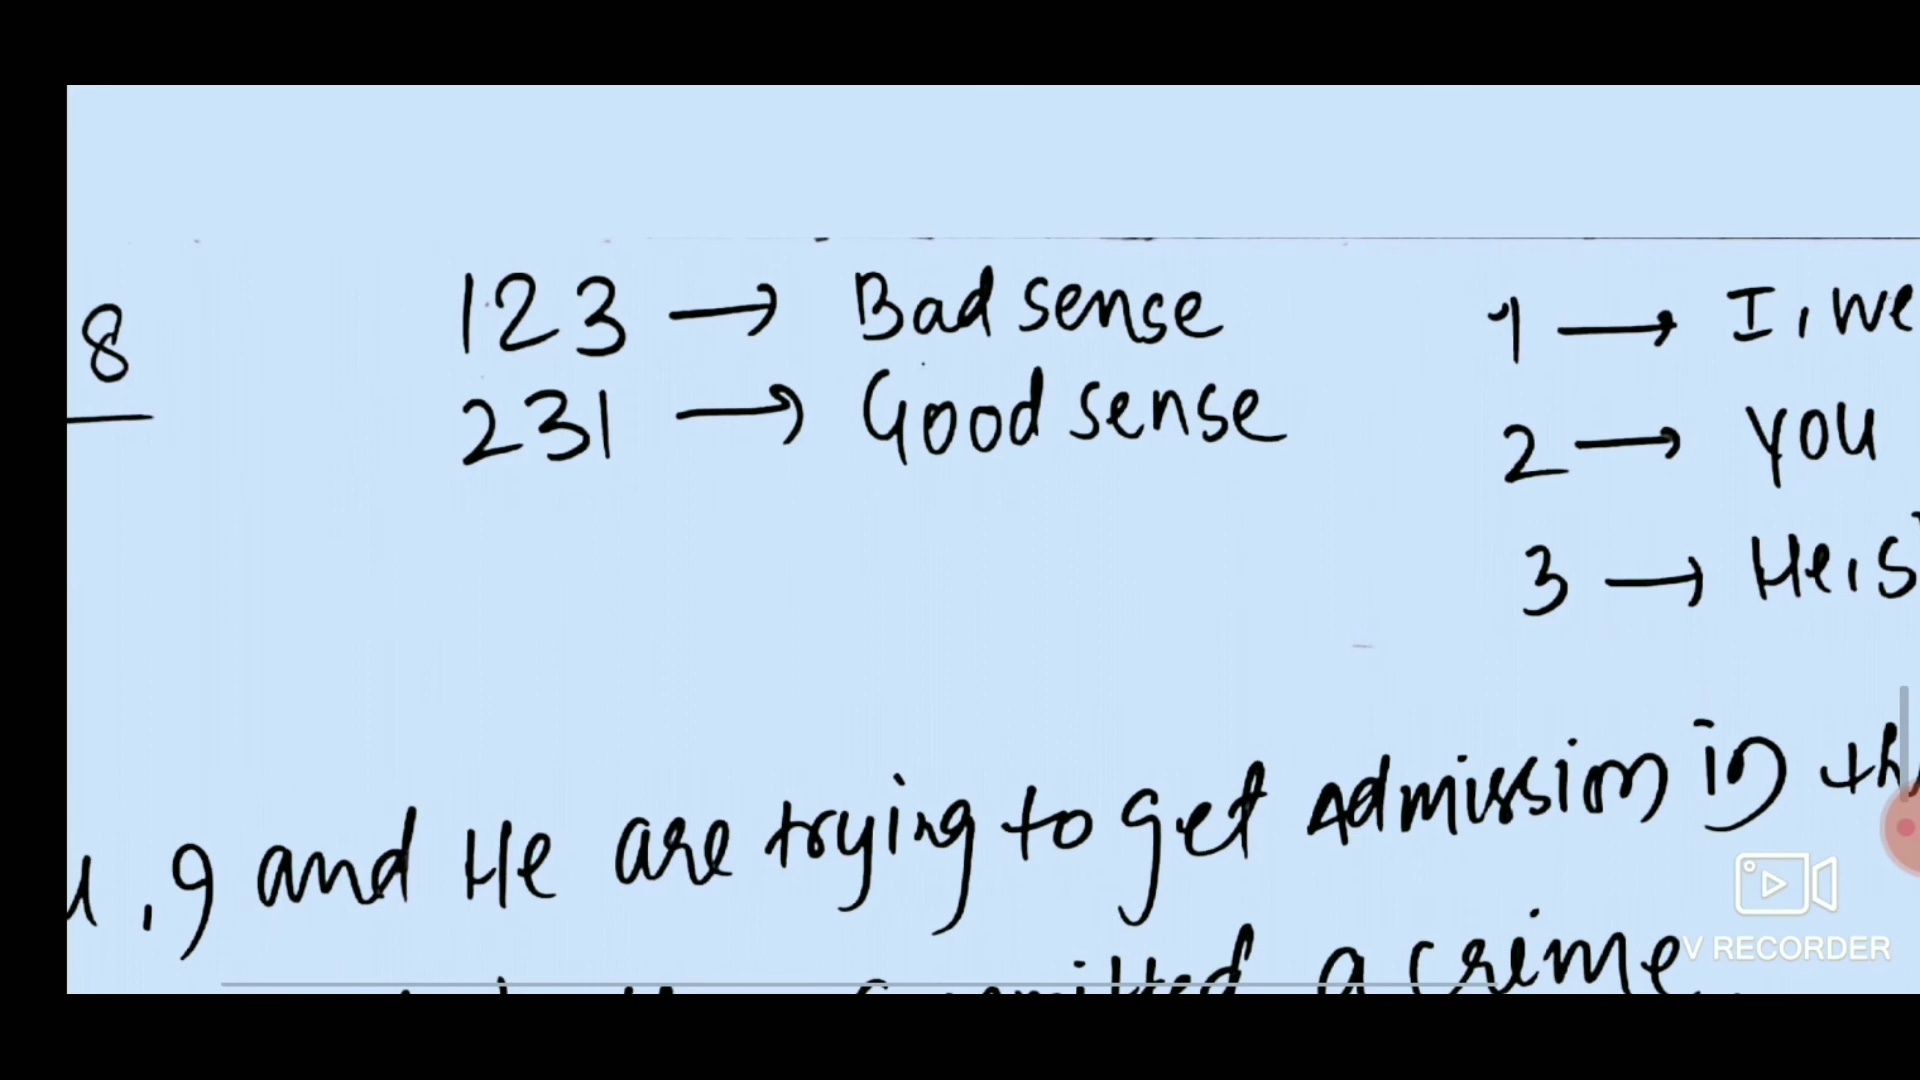 8
123 → Bad sense
231 → Good sense
1 → I, we
2 → You
3 → He, S
, I and He are trying to get Admission in th
a crime.
V RECORDER